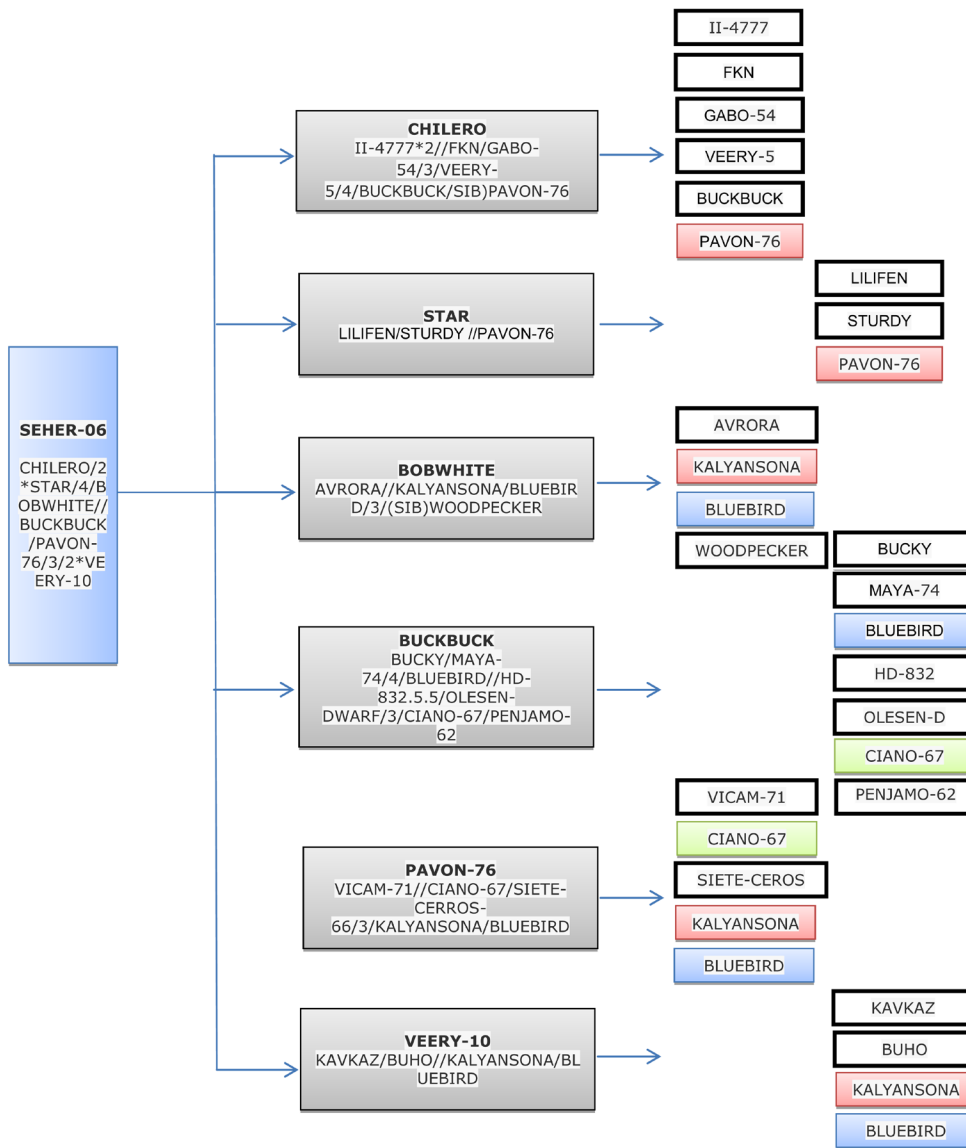 SEHER-06
CHILERO/2
*STAR/4/B
OBWHITE//
BUCKBUCK
/PAVON-
76/3/2*VE
ERY-10
CHILERO
II-4777*2//FKN/GABO-
54/3/VEERY-
5/4/BUCKBUCK/SIB)PAVON-76
II-4777
FKN
GABO-54
VEERY-5
BUCKBUCK
PAVON-76
STAR
LILIFEN/STURDY //PAVON-76
LILIFEN
STURDY
PAVON-76
BOBWHITE
AVRORA//KALYANSONA/BLUEBIR
D/3/(SIB)WOODPECKER
AVRORA
KALYANSONA
BLUEBIRD
WOODPECKER
BUCKBUCK
BUCKY/MAYA-
74/4/BLUEBIRD//HD-
832.5.5/OLESEN-
DWARF/3/CIANO-67/PENJAMO-
62
BUCKY
MAYA-74
BLUEBIRD
HD-832
OLESEN-D
CIANO-67
PENJAMO-62
PAVON-76
VICAM-71//CIANO-67/SIETE-
CERROS-
66/3/KALYANSONA/BLUEBIRD
VICAM-71
CIANO-67
SIETE-CEROS
KALYANSONA
BLUEBIRD
VEERY-10
KAVKAZ/BUHO//KALYANSONA/BL
UEBIRD
KAVKAZ
BUHO
KALYANSONA
BLUEBIRD